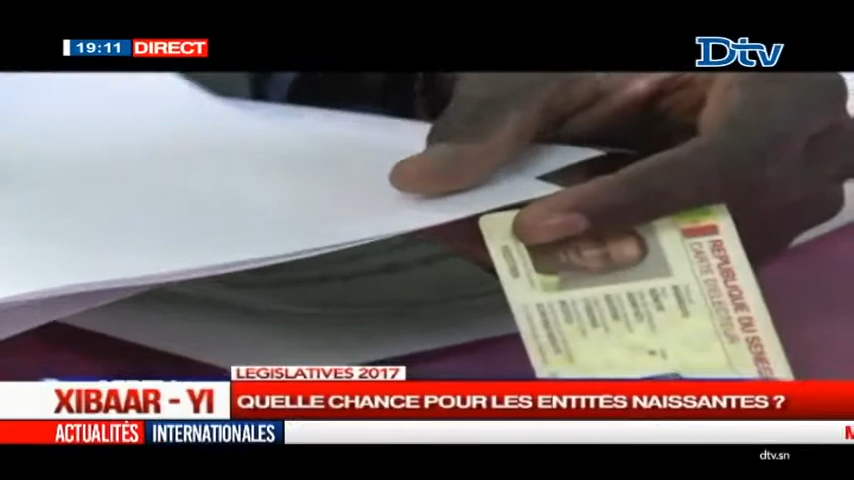 19:11 DIRECT
Dtv
REPUBLIQUE DU SENEGAL
CARTE D'ELECTEUR
LEGISLATIVES 2017
XIBAAR - YI
QUELLE CHANCE POUR LES ENTITÉS NAISSANTES ?
ACTUALITÉS INTERNATIONALES
dtv.sn